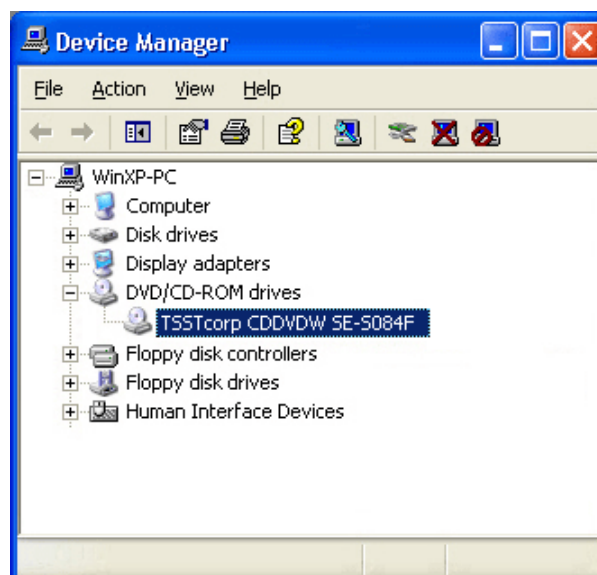 Device Manager
File Action View Help
WinXP-PC
Computer
Disk drives
Display adapters
DVD/CD-ROM drives
TSSTcorp CDDVDW SE-S084F
Floppy disk controllers
Floppy disk drives
Human Interface Devices